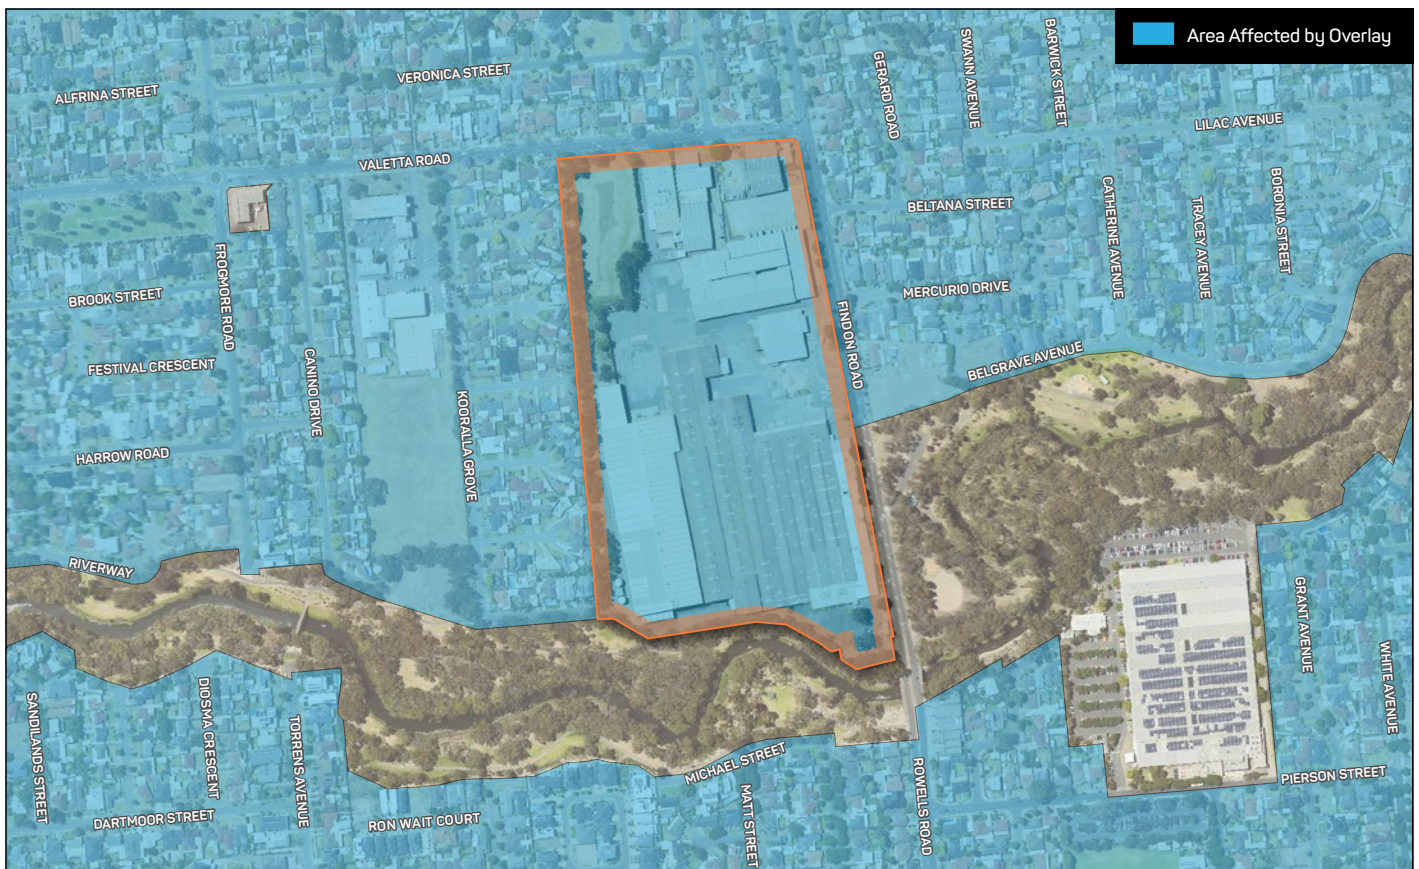 Area Affected by Overlay
ALFRINA STREET
VERONICA STREET
GERARD ROAD
SWANN AVENUE
BARWICK STREET
LILAC AVENUE
VALETTA ROAD
BELTANA STREET
CATHERINE AVENUE
TRACEY AVENUE
BORONIA STREET
BROOK STREET
FROGMORE ROAD
MERCURIO DRIVE
FINDON ROAD
FESTIVAL CRESCENT
CANINO DRIVE
BELGRAVE AVENUE
KOORALLA GROVE
HARROW ROAD
RIVERWAY
GRANT AVENUE
WHITE AVENUE
SANDILANDS STREET
DIOSMA CRESCENT
TORRENS AVENUE
MICHAEL STREET
ROWELLS ROAD
PIERSON STREET
DARTMOOR STREET
RON WAIT COURT
MATT STREET